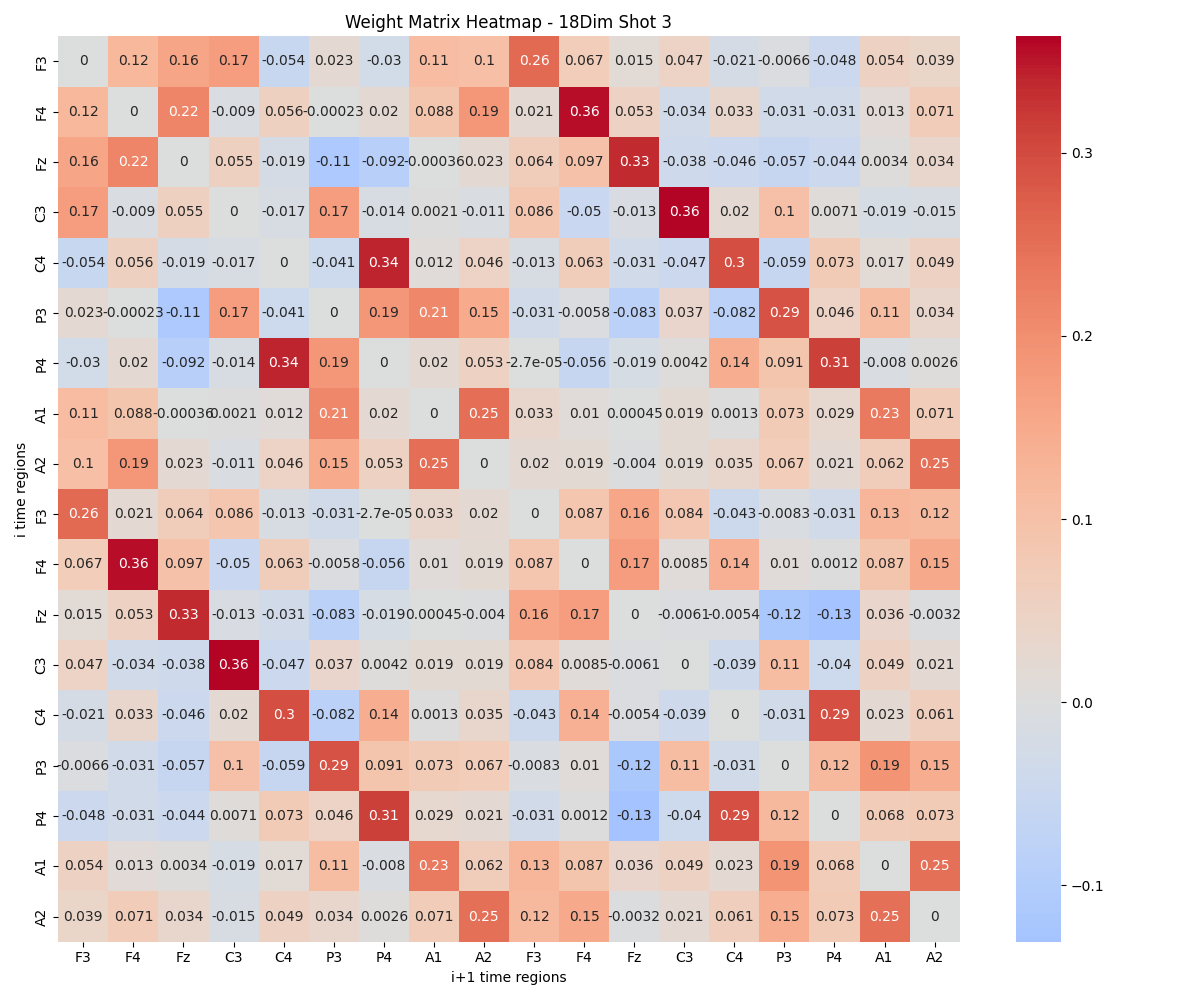 Weight Matrix Heatmap - 18Dim Shot 3
F3 0 0.12 0.16 0.17 -0.054 0.023 -0.03 0.11 0.1 0.26 0.067 0.015 0.047 -0.021 -0.0066 -0.048 0.054 0.039
F4 0.12 0 0.22 -0.009 0.056 -0.00023 0.02 0.088 0.19 0.021 0.36 0.053 -0.034 0.033 -0.031 -0.031 0.013 0.071
Fz 0.16 0.22 0 0.055 -0.019 -0.11 -0.092 -0.00036 0.023 0.064 0.097 0.33 -0.038 -0.046 -0.057 -0.044 0.0034 0.034
0.3
C3 0.17 -0.009 0.055 0 -0.017 0.17 -0.014 0.0021 -0.011 0.086 -0.05 -0.013 0.36 0.02 0.1 0.0071 -0.019 -0.015
C4 -0.054 0.056 -0.019 -0.017 0 -0.041 0.34 0.012 0.046 -0.013 0.063 -0.031 -0.047 0.3 -0.059 0.073 0.017 0.049
P3 0.023 -0.00023 -0.11 0.17 -0.041 0 0.19 0.21 0.15 -0.031 -0.0058 -0.083 0.037 -0.082 0.29 0.046 0.11 0.034
0.2
P4 -0.03 0.02 -0.092 -0.014 0.34 0.19 0 0.02 0.053 -2.7e-05 -0.056 -0.019 0.0042 0.14 0.091 0.31 -0.008 0.0026
A1 0.11 0.088 -0.00036 0.0021 0.012 0.21 0.02 0 0.25 0.033 0.01 0.00045 0.019 0.0013 0.073 0.029 0.23 0.071
A2 0.1 0.19 0.023 -0.011 0.046 0.15 0.053 0.25 0 0.02 0.019 -0.004 0.019 0.035 0.067 0.021 0.062 0.25
i time regions
F3 0.26 0.021 0.064 0.086 -0.013 -0.031 -2.7e-05 0.033 0.02 0 0.087 0.16 0.084 -0.043 -0.0083 -0.031 0.13 0.12
0.1
F4 0.067 0.36 0.097 -0.05 0.063 -0.0058 -0.056 0.01 0.019 0.087 0 0.17 0.0085 0.14 0.01 0.0012 0.087 0.15
Fz 0.015 0.053 0.33 -0.013 -0.031 -0.083 -0.019 0.00045 -0.004 0.16 0.17 0 -0.0061 -0.0054 -0.12 -0.13 0.036 -0.0032
C3 0.047 -0.034 -0.038 0.36 -0.047 0.037 0.0042 0.019 0.019 0.084 0.0085 -0.0061 0 -0.039 0.11 -0.04 0.049 0.021
0.0
C4 -0.021 0.033 -0.046 0.02 0.3 -0.082 0.14 0.0013 0.035 -0.043 0.14 -0.0054 -0.039 0 -0.031 0.29 0.023 0.061
P3 -0.0066 -0.031 -0.057 0.1 -0.059 0.29 0.091 0.073 0.067 -0.0083 0.01 -0.12 0.11 -0.031 0 0.12 0.19 0.15
P4 -0.048 -0.031 -0.044 0.0071 0.073 0.046 0.31 0.029 0.021 -0.031 0.0012 -0.13 -0.04 0.29 0.12 0 0.068 0.073
A1 0.054 0.013 0.0034 -0.019 0.017 0.11 -0.008 0.23 0.062 0.13 0.087 0.036 0.049 0.023 0.19 0.068 0 0.25
−0.1
A2 0.039 0.071 0.034 -0.015 0.049 0.034 0.0026 0.071 0.25 0.12 0.15 -0.0032 0.021 0.061 0.15 0.073 0.25 0
F3 F4 Fz C3 C4 P3 P4 A1 A2 F3 F4 Fz C3 C4 P3 P4 A1 A2
i+1 time regions